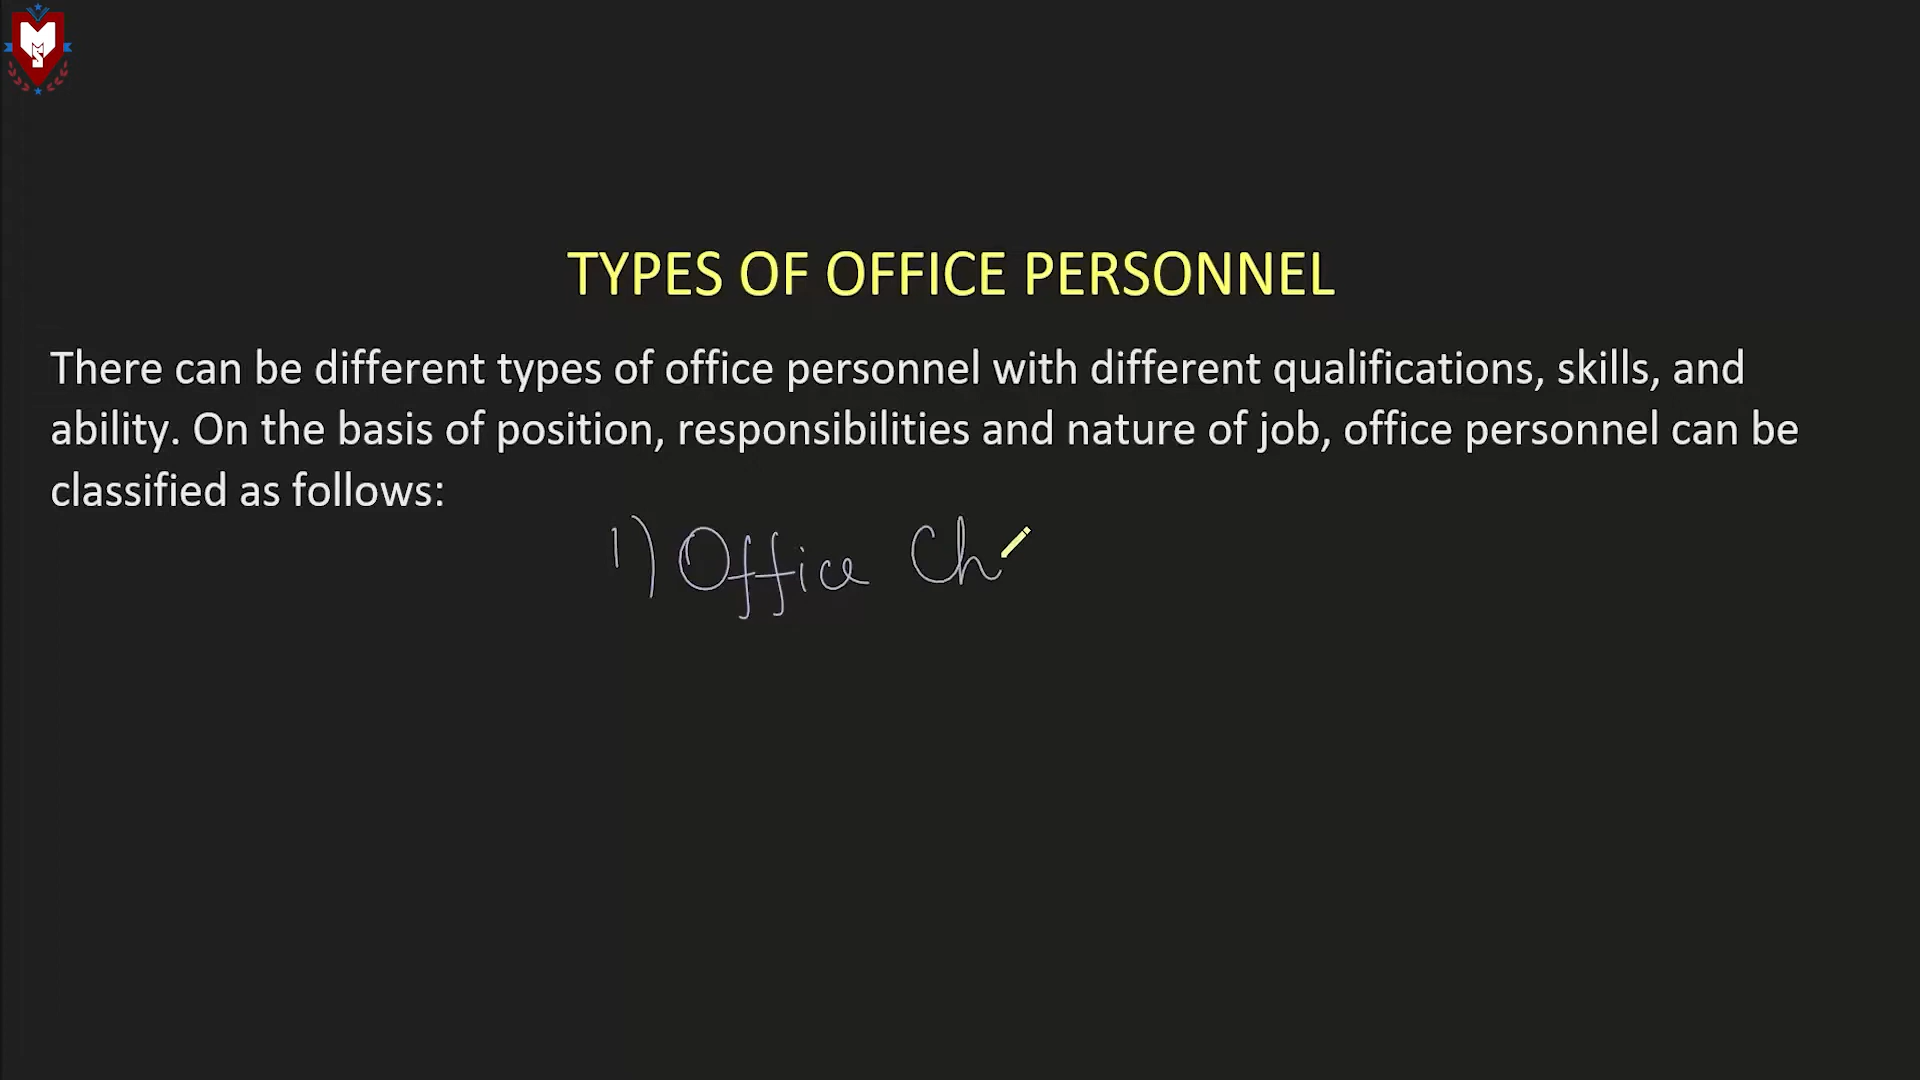 TYPES OF OFFICE PERSONNEL
There can be different types of office personnel with different qualifications, skills, and
ability. On the basis of position, responsibilities and nature of job, office personnel can be
classified as follows:
1) Office Ch